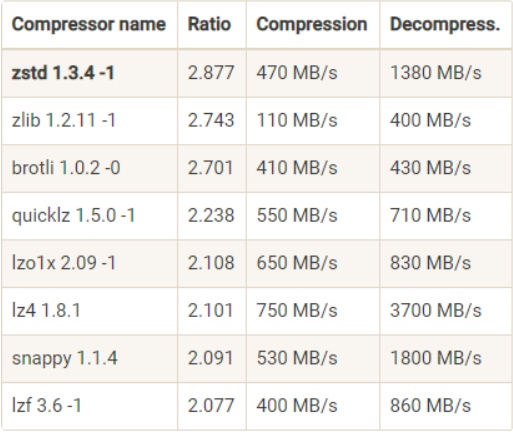 Compressor name Ratio Compression Decompress.
zstd 1.3.4 -1 2.877 470 MB/s 1380 MB/s
zlib 1.2.11 -1 2.743 110 MB/s 400 MB/s
brotli 1.0.2 -0 2.701 410 MB/s 430 MB/s
quicklz 1.5.0 -1 2.238 550 MB/s 710 MB/s
lzo1x 2.09 -1 2.108 650 MB/s 830 MB/s
lz4 1.8.1 2.101 750 MB/s 3700 MB/s
snappy 1.1.4 2.091 530 MB/s 1800 MB/s
lzf 3.6 -1 2.077 400 MB/s 860 MB/s